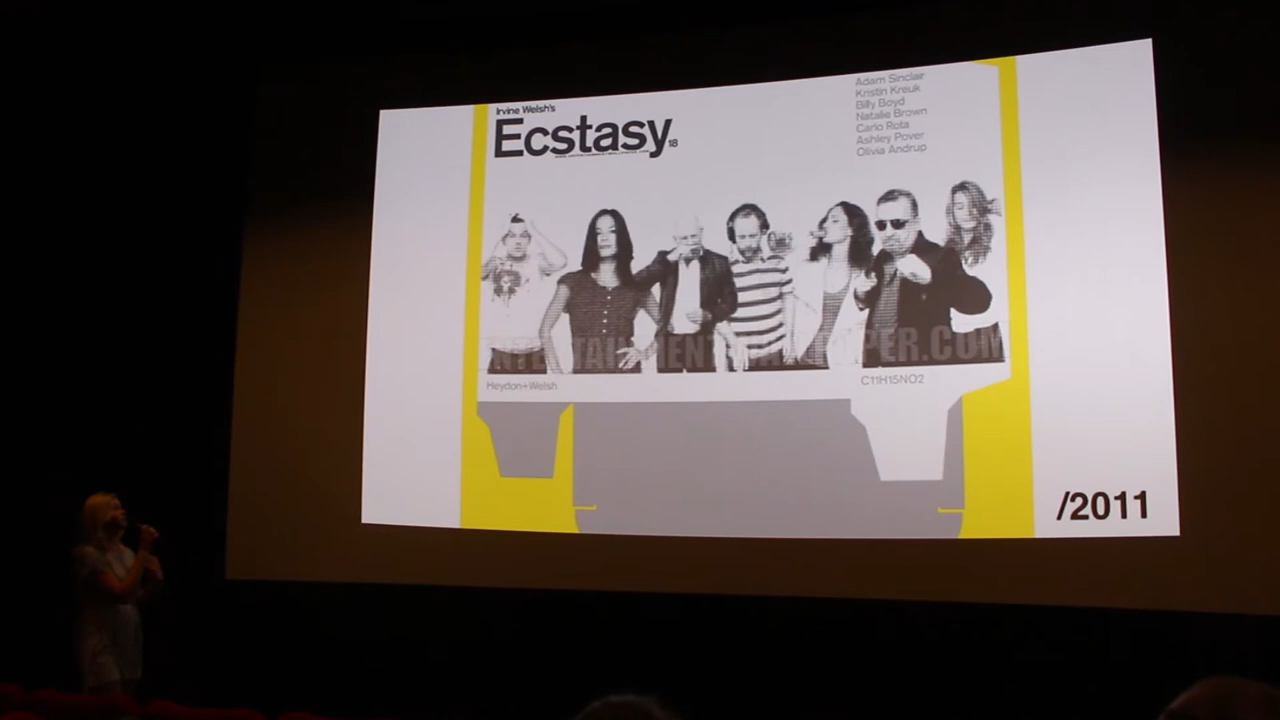 Irvine Welsh's
Ecstasy 18
Adam Sinclair
Kristin Kreuk
Billy Boyd
Natalie Brown
Carlo Rota
Ashley Pover
Olivia Andrup
Heydon+Welsh
C11H15NO2
/2011